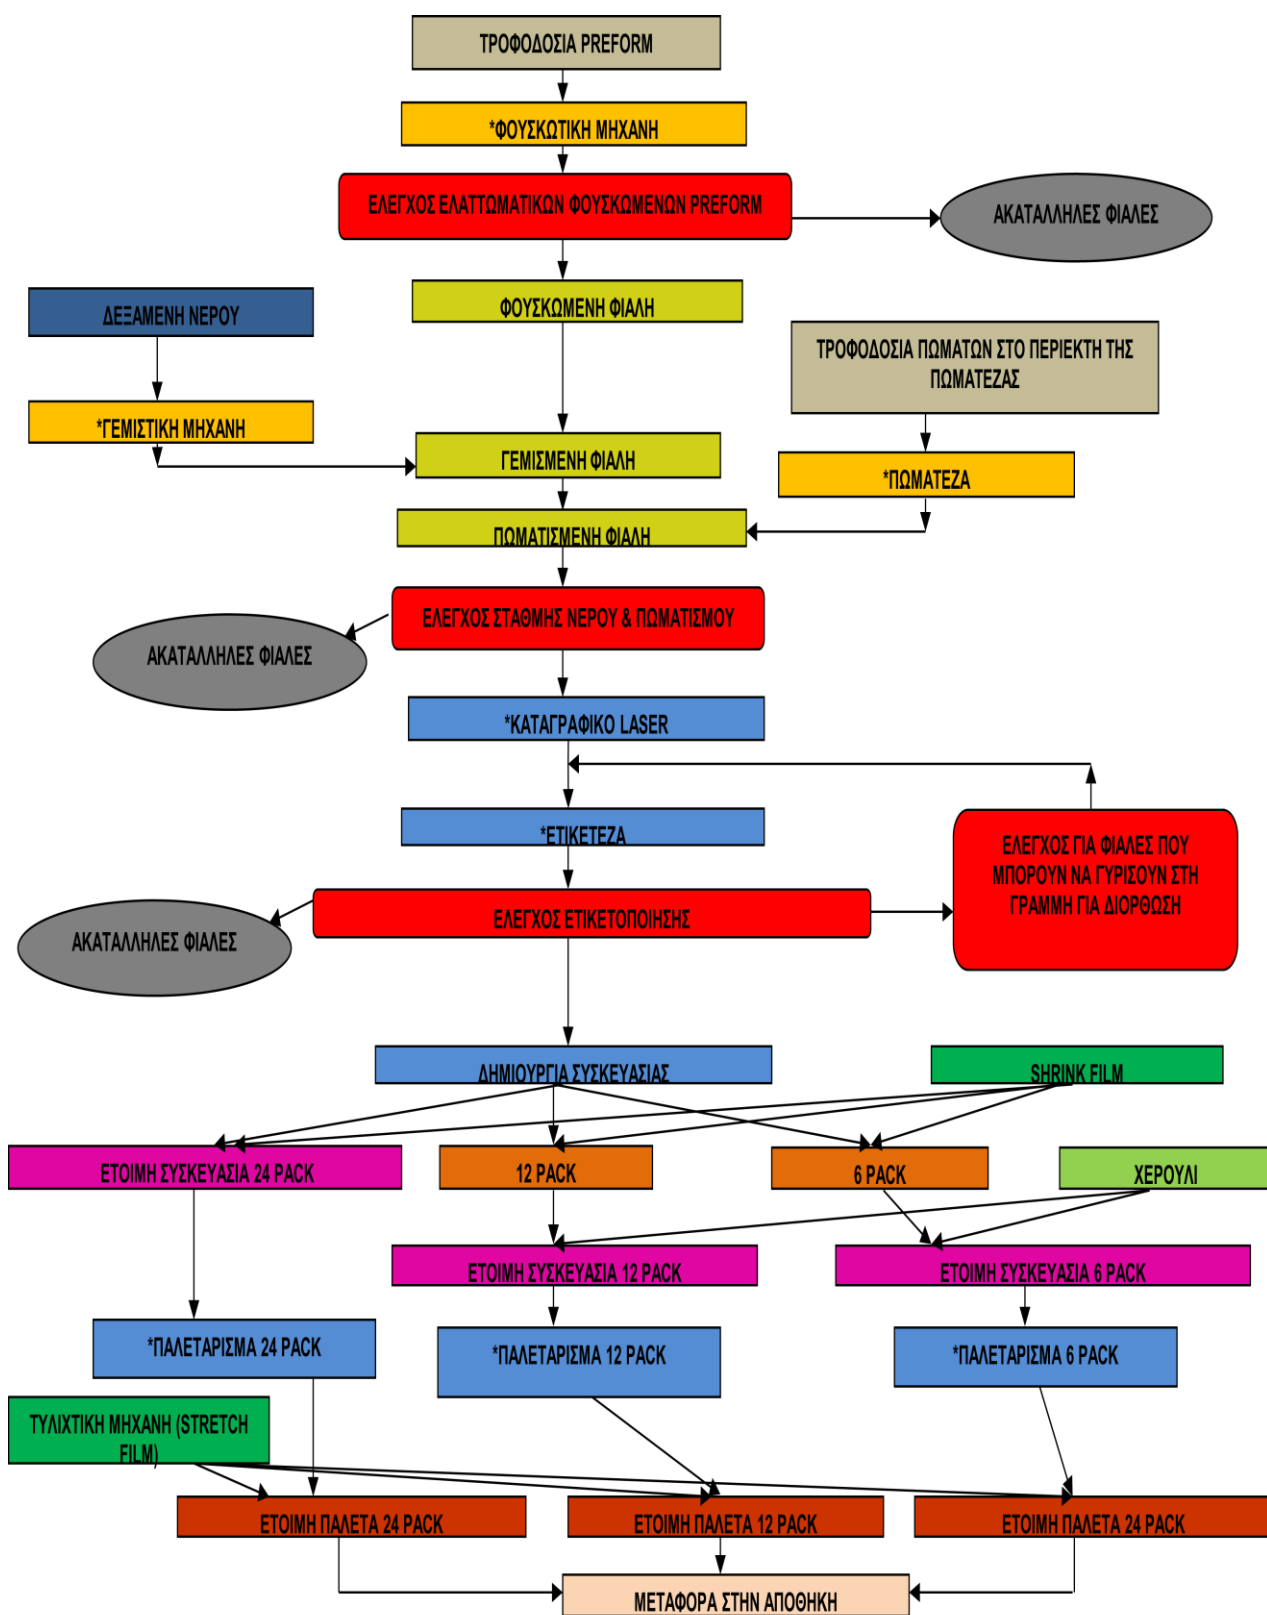 ΤΡΟΦΟΔΟΣΙΑ PREFORM
*ΦΟΥΣΚΩΤΙΚΗ ΜΗΧΑΝΗ
ΕΛΕΓΧΟΣ ΕΛΑΤΤΩΜΑΤΙΚΩΝ ΦΟΥΣΚΩΜΕΝΩΝ PREFORM
ΑΚΑΤΑΛΛΗΛΕΣ ΦΙΑΛΕΣ
ΦΟΥΣΚΩΜΕΝΗ ΦΙΑΛΗ
ΔΕΞΑΜΕΝΗ ΝΕΡΟΥ
ΤΡΟΦΟΔΟΣΙΑ ΠΩΜΑΤΩΝ ΣΤΟ ΠΕΡΙΕΚΤΗ ΤΗΣ
ΠΩΜΑΤΕΖΑΣ
*ΓΕΜΙΣΤΙΚΗ ΜΗΧΑΝΗ
ΓΕΜΙΣΜΕΝΗ ΦΙΑΛΗ
*ΠΩΜΑΤΕΖΑ
ΠΩΜΑΤΙΣΜΕΝΗ ΦΙΑΛΗ
ΕΛΕΓΧΟΣ ΣΤΑΘΜΗΣ ΝΕΡΟΥ & ΠΩΜΑΤΙΣΜΟΥ
ΑΚΑΤΑΛΛΗΛΕΣ ΦΙΑΛΕΣ
*ΚΑΤΑΓΡΑΦΙΚΟ LASER
*ΕΤΙΚΕΤΕΖΑ
ΕΛΕΓΧΟΣ ΓΙΑ ΦΙΑΛΕΣ ΠΟΥ
ΜΠΟΡΟΥΝ ΝΑ ΓΥΡΙΣΟΥΝ ΣΤΗ
ΓΡΑΜΜΗ ΓΙΑ ΔΙΟΡΘΩΣΗ
ΕΛΕΓΧΟΣ ΕΤΙΚΕΤΟΠΟΙΗΣΗΣ
ΑΚΑΤΑΛΛΗΛΕΣ ΦΙΑΛΕΣ
ΔΗΜΙΟΥΡΓΙΑ ΣΥΣΚΕΥΑΣΙΑΣ
SHRINK FILM
ΕΤΟΙΜΗ ΣΥΣΚΕΥΑΣΙΑ 24 PACK
12 PACK
6 PACK
ΧΕΡΟΥΛΙ
ΕΤΟΙΜΗ ΣΥΣΚΕΥΑΣΙΑ 12 PACK
ΕΤΟΙΜΗ ΣΥΣΚΕΥΑΣΙΑ 6 PACK
*ΠΑΛΕΤΑΡΙΣΜΑ 24 PACK
*ΠΑΛΕΤΑΡΙΣΜΑ 12 PACK
*ΠΑΛΕΤΑΡΙΣΜΑ 6 PACK
ΤΥΛΙΧΤΙΚΗ ΜΗΧΑΝΗ (STRETCH
FILM)
ΕΤΟΙΜΗ ΠΑΛΕΤΑ 24 PACK
ΕΤΟΙΜΗ ΠΑΛΕΤΑ 12 PACK
ΕΤΟΙΜΗ ΠΑΛΕΤΑ 24 PACK
ΜΕΤΑΦΟΡΑ ΣΤΗΝ ΑΠΟΘΗΚΗ